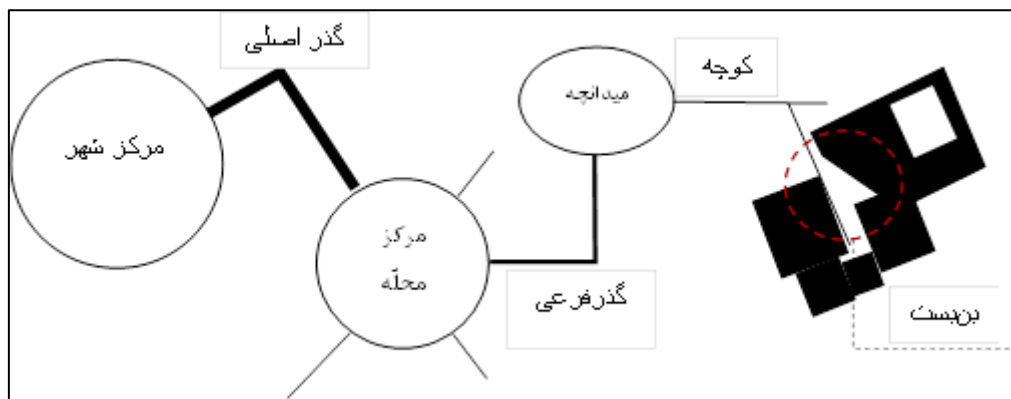 گذر اصلی
مرکز شهر
مرکز
محلّه
گذرفرعی
میدانچه
کوچه
بن‌بست